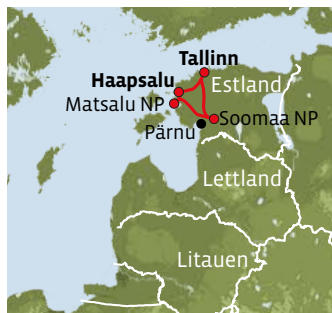 Tallinn
Haapsalu
Estland
Matsalu NP
Soomaa NP
Pärnu
Lettland
Litauen